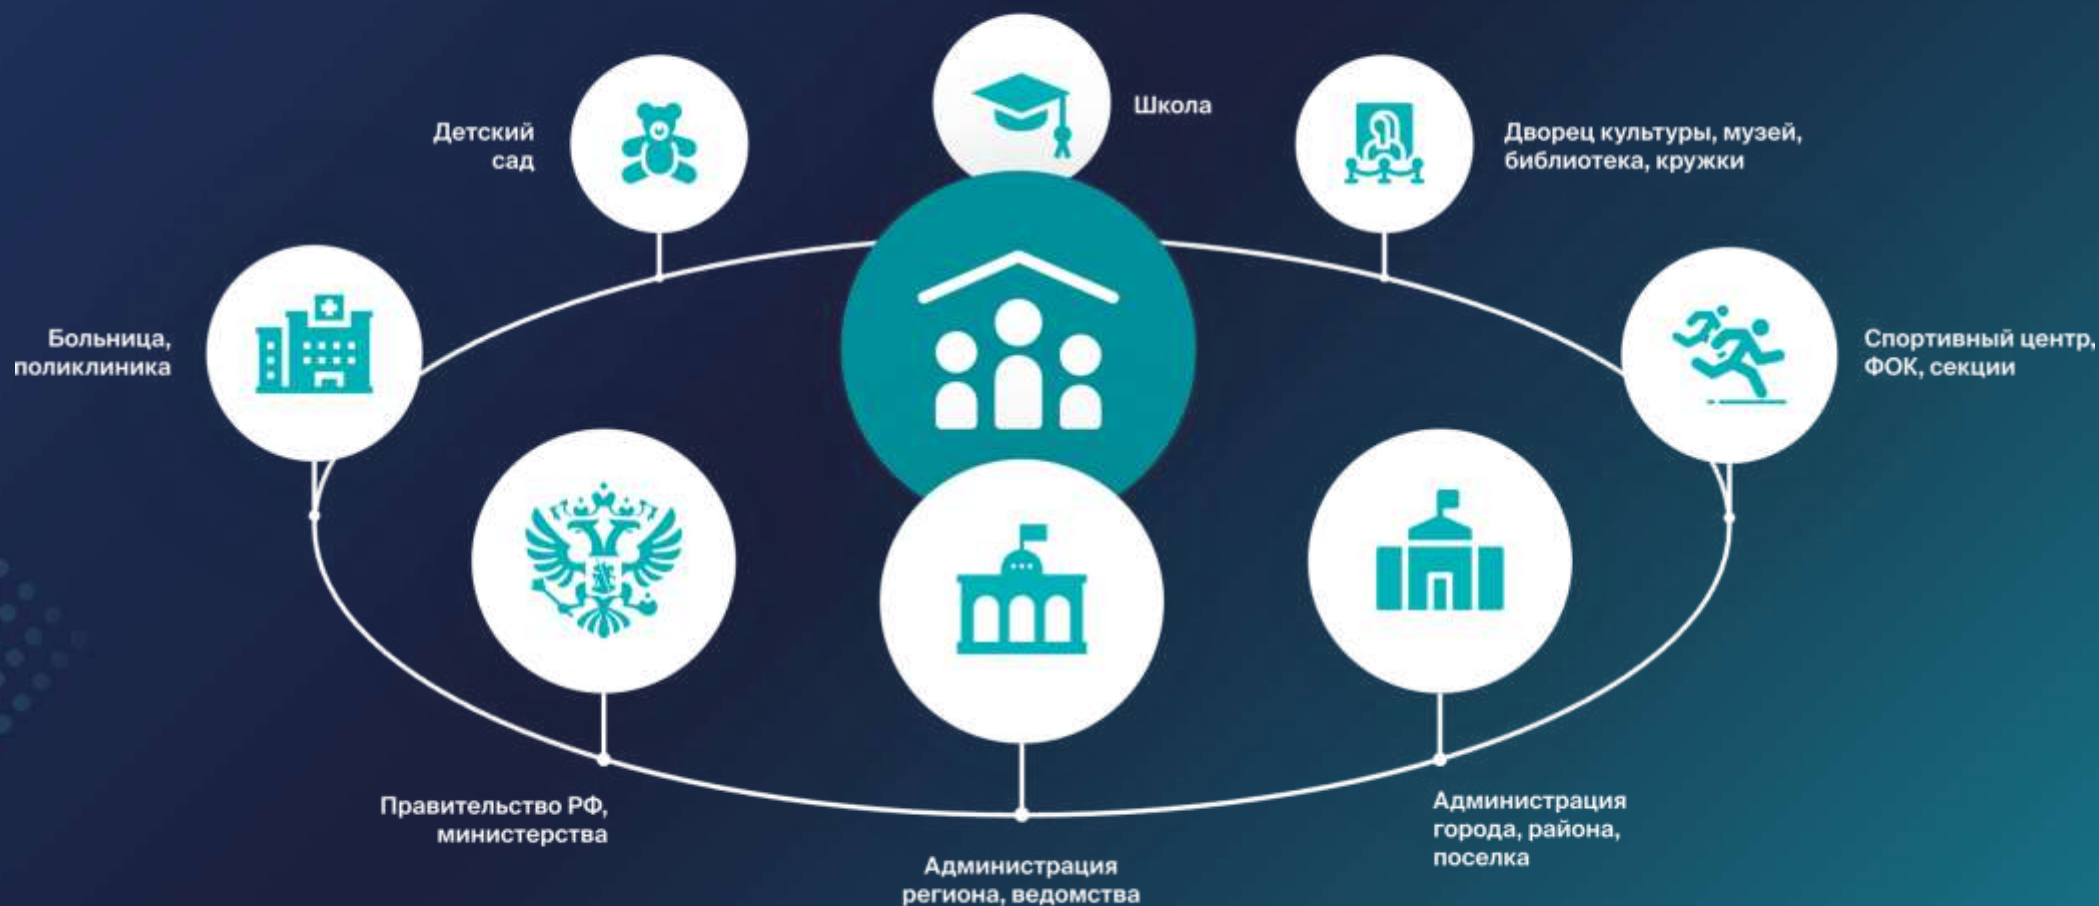 Школа
Детский
сад
Дворец культуры, музей,
библиотека, кружки
Больница,
поликлиника
Спортивный центр,
ФОК, секции
Правительство РФ,
министерства
Администрация
региона, ведомства
Администрация
города, района,
поселка